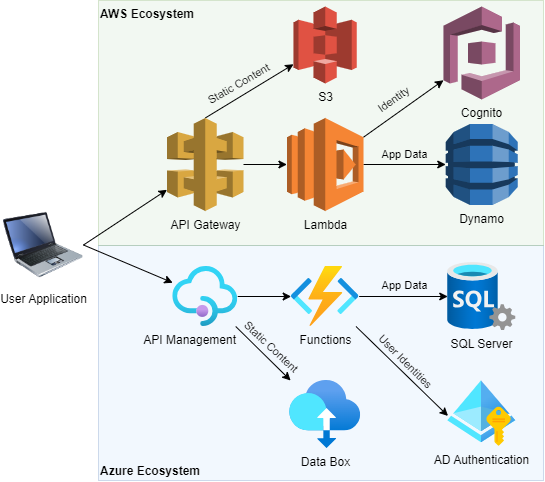 AWS Ecosystem
Static Content
S3
Identity
Cognito
API Gateway
Lambda
App Data
Dynamo
User Application
API Management
Functions
App Data
SQL
SQL Server
Static Content
User Identities
Data Box
AD Authentication
Azure Ecosystem